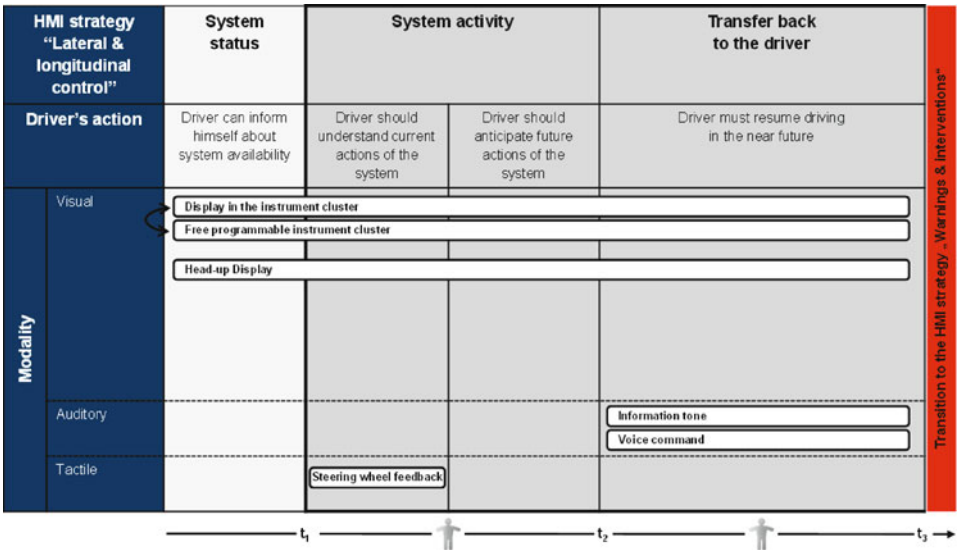 HMI strategy
“Lateral &
longitudinal
control”
System
status
System activity
Transfer back
to the driver
Driver’s action
Driver can inform
himself about
system availability
Driver should
understand current
actions of the
system
Driver should
anticipate future
actions of the
system
Driver must resume driving
in the near future
Modality
Visual
Display in the instrument cluster
Free programmable instrument cluster
Head-up Display
Auditory
Information tone
Voice command
Tactile
Steering wheel feedback
Transition to the HMI strategy „Warnings & Interventions“
t1
t2
t3